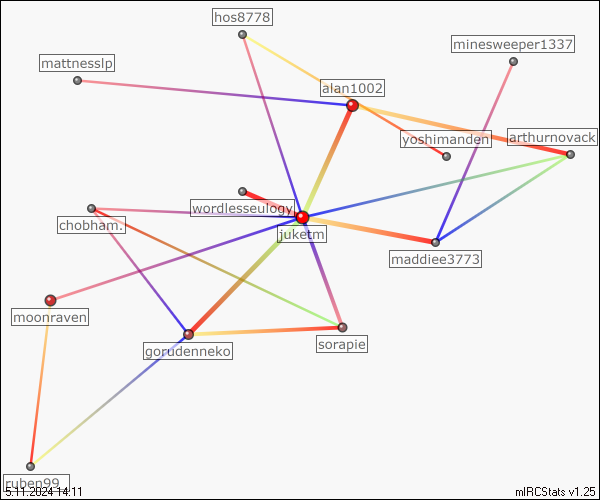 hos8778
minesweeper1337
mattnesslp
alan1002
yoshimanden
arthurnovack
wordlesseulogy
chobham.
juketm
maddiee3773
moonraven
gorudenneko
sorapie
ruben99_
5.11.2024 14:11
mIRCStats v1.25